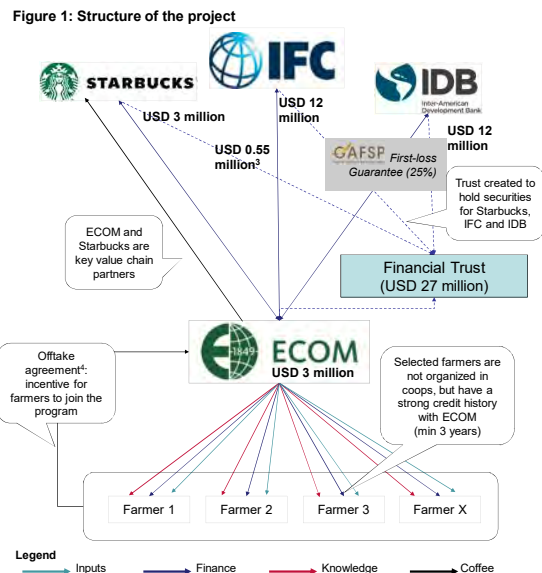 Figure 1: Structure of the project
STARBUCKS
IFC
IDB
Inter-American
Development Bank
USD 3 million
USD 12
million
USD 12
million
USD 0.55
million³
GAFSP
First-loss
Guarantee (25%)
Trust created to
hold securities
for Starbucks,
IFC and IDB
ECOM and
Starbucks are
key value chain
partners
Financial Trust
(USD 27 million)
1849
ECOM
USD 3 million
Offtake
agreement⁴:
incentive for
farmers to join the
program
Selected farmers are
not organized in
coops, but have a
strong credit history
with ECOM
(min 3 years)
Farmer 1
Farmer 2
Farmer 3
Farmer X
Legend
Inputs
Finance
Knowledge
Coffee